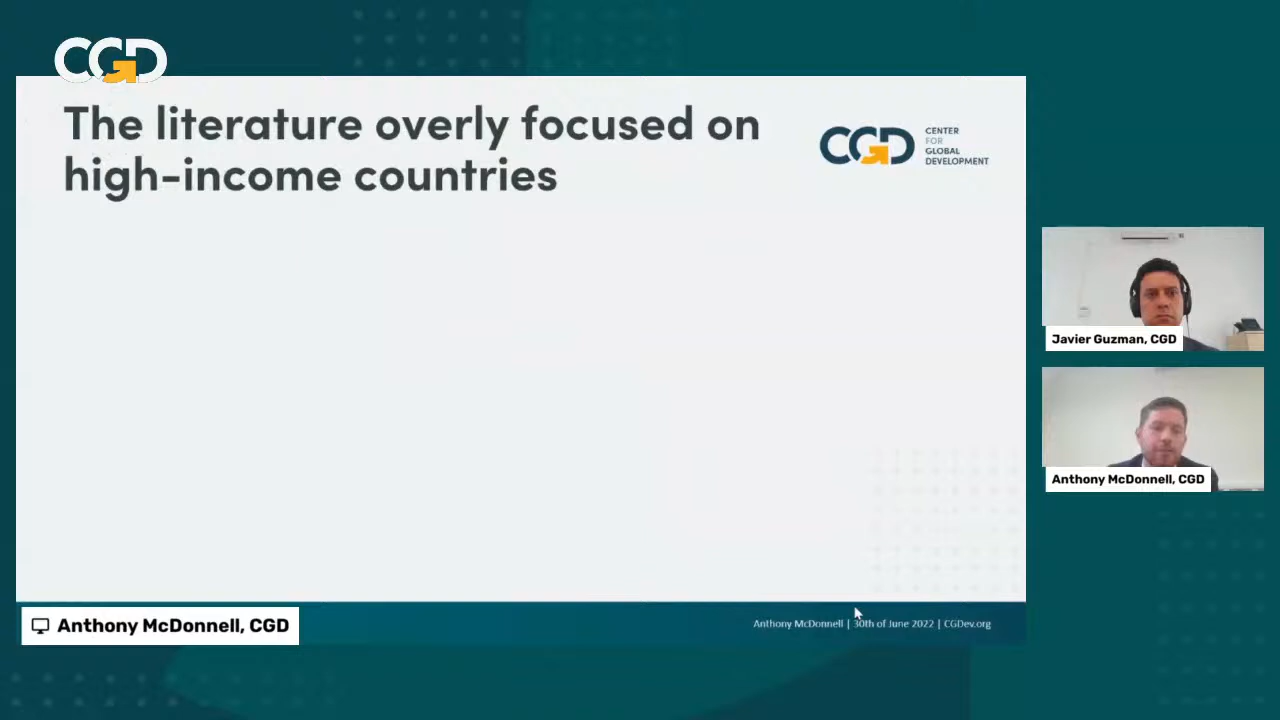 CGD
The literature overly focused on
high-income countries
CGD
CENTER
FOR
GLOBAL
DEVELOPMENT
Javier Guzman, CGD
Anthony McDonnell, CGD
Anthony McDonnell, CGD
Anthony McDonnell | 30th of June 2022 | CGDev.org